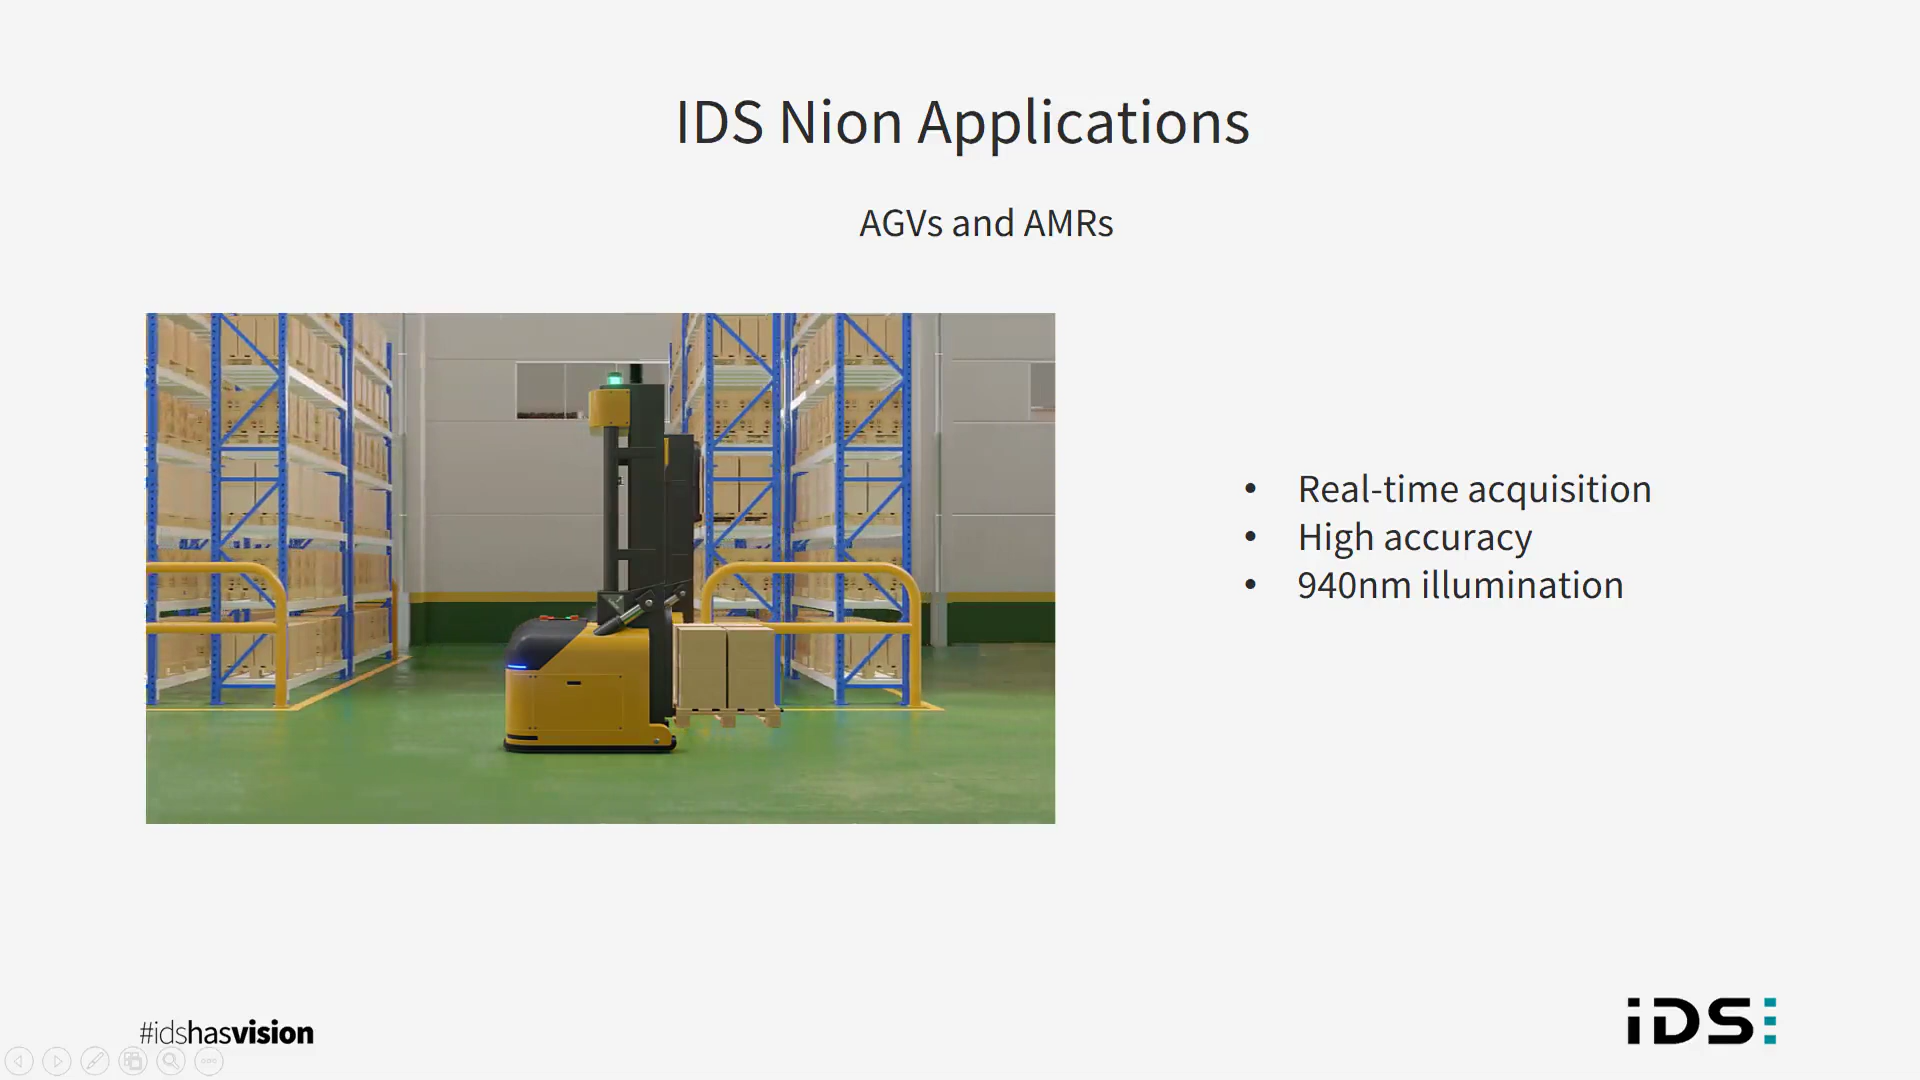 IDS Nion Applications
AGVs and AMRs
• Real-time acquisition
• High accuracy
• 940nm illumination
#idshasvision
iDS